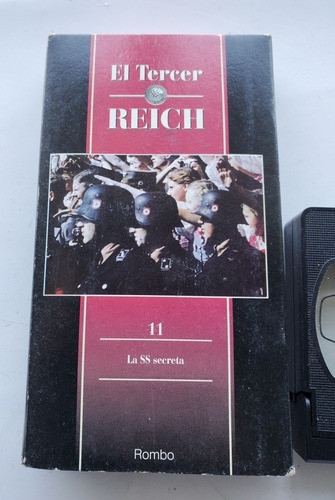 El Tercer
REICH
11
La SS secreta
Rombo